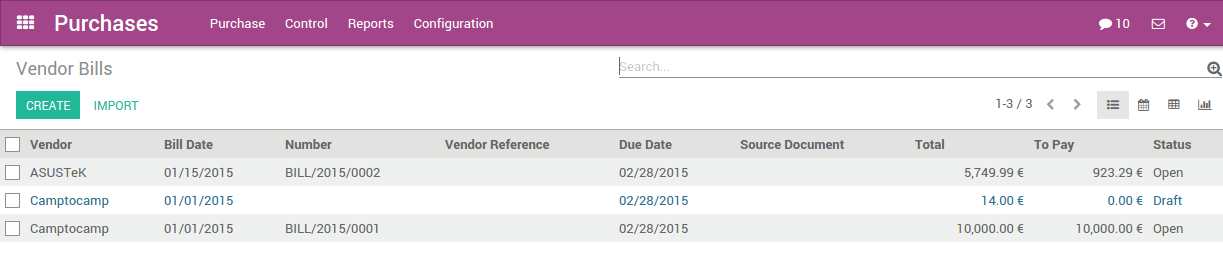 Purchases Purchase Control Reports Configuration 10
Vendor Bills Search...
CREATE IMPORT 1-3 / 3
Vendor Bill Date Number Vendor Reference Due Date Source Document Total To Pay Status
ASUSTeK 01/15/2015 BILL/2015/0002 02/28/2015 5,749.99 € 923.29 € Open
Camptocamp 01/01/2015 02/28/2015 14.00 € 0.00 € Draft
Camptocamp 01/01/2015 BILL/2015/0001 02/28/2015 10,000.00 € 10,000.00 € Open